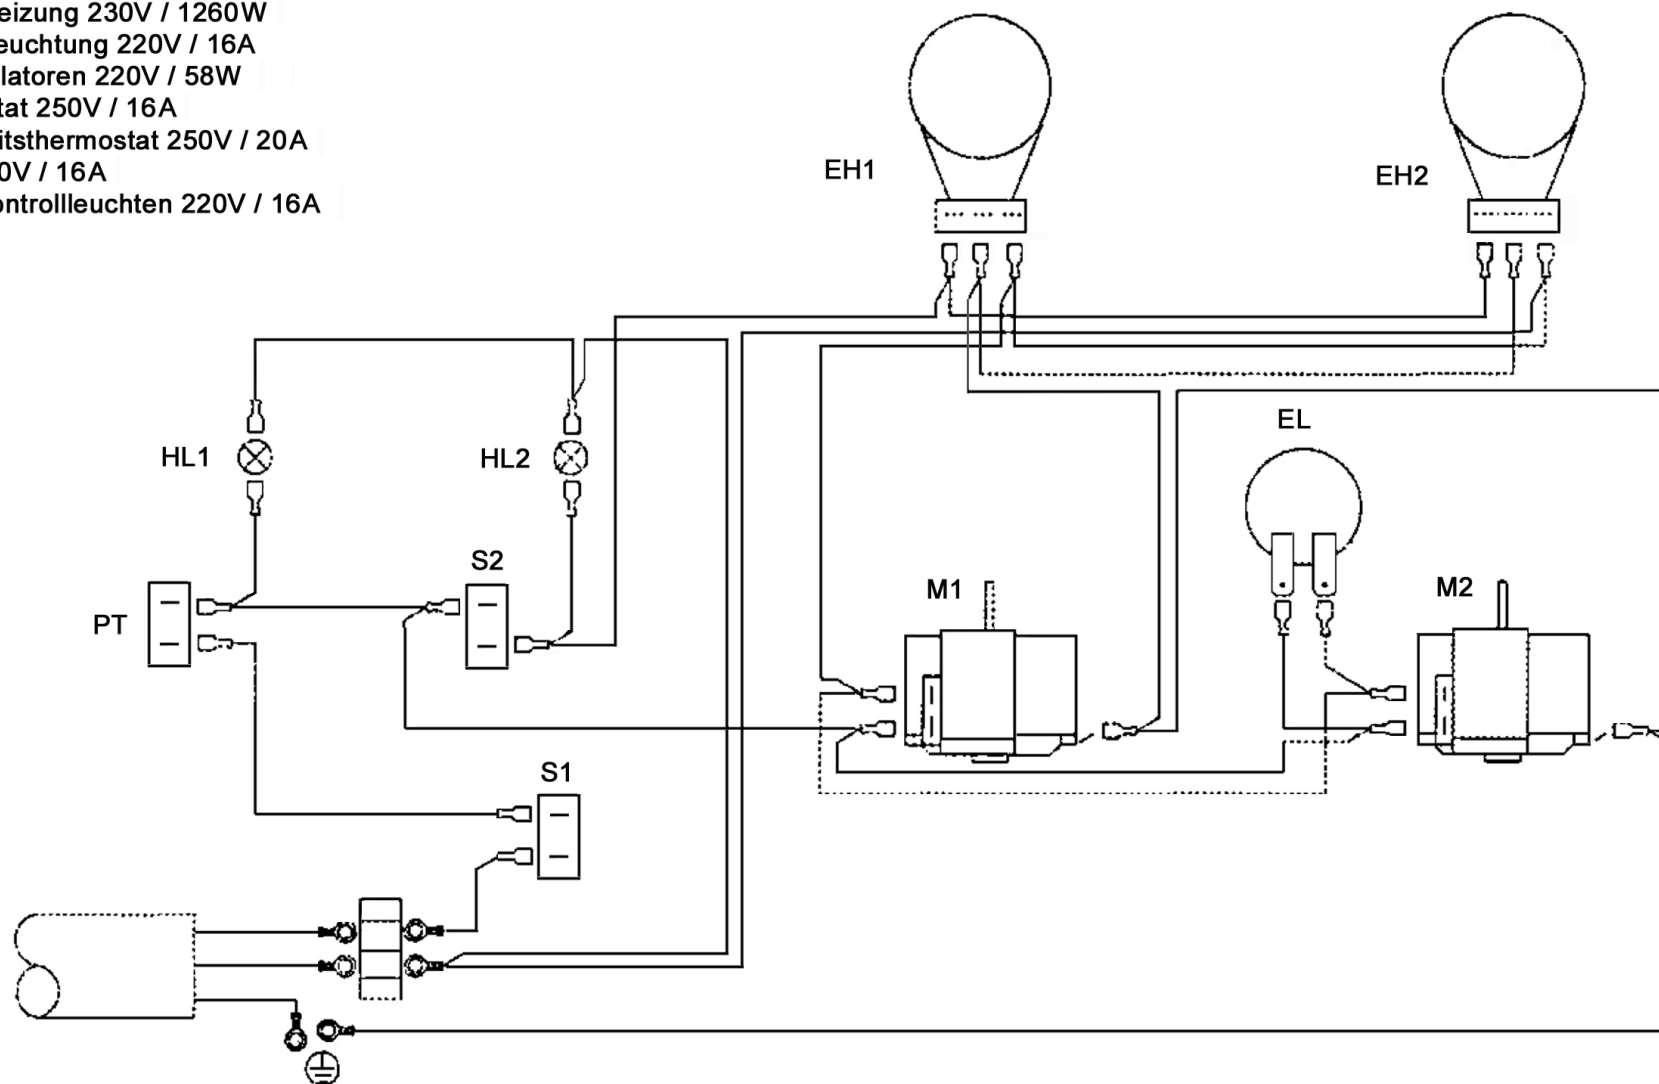 eizung 230V / 1260W
euchtung 220V / 16A
latoren 220V / 58W
tat 250V / 16A
itsthermostat 250V / 20A
0V / 16A
ontrollleuchten 220V / 16A
EH1
EH2
EL
HL1
HL2
S2
M1
M2
PT
S1